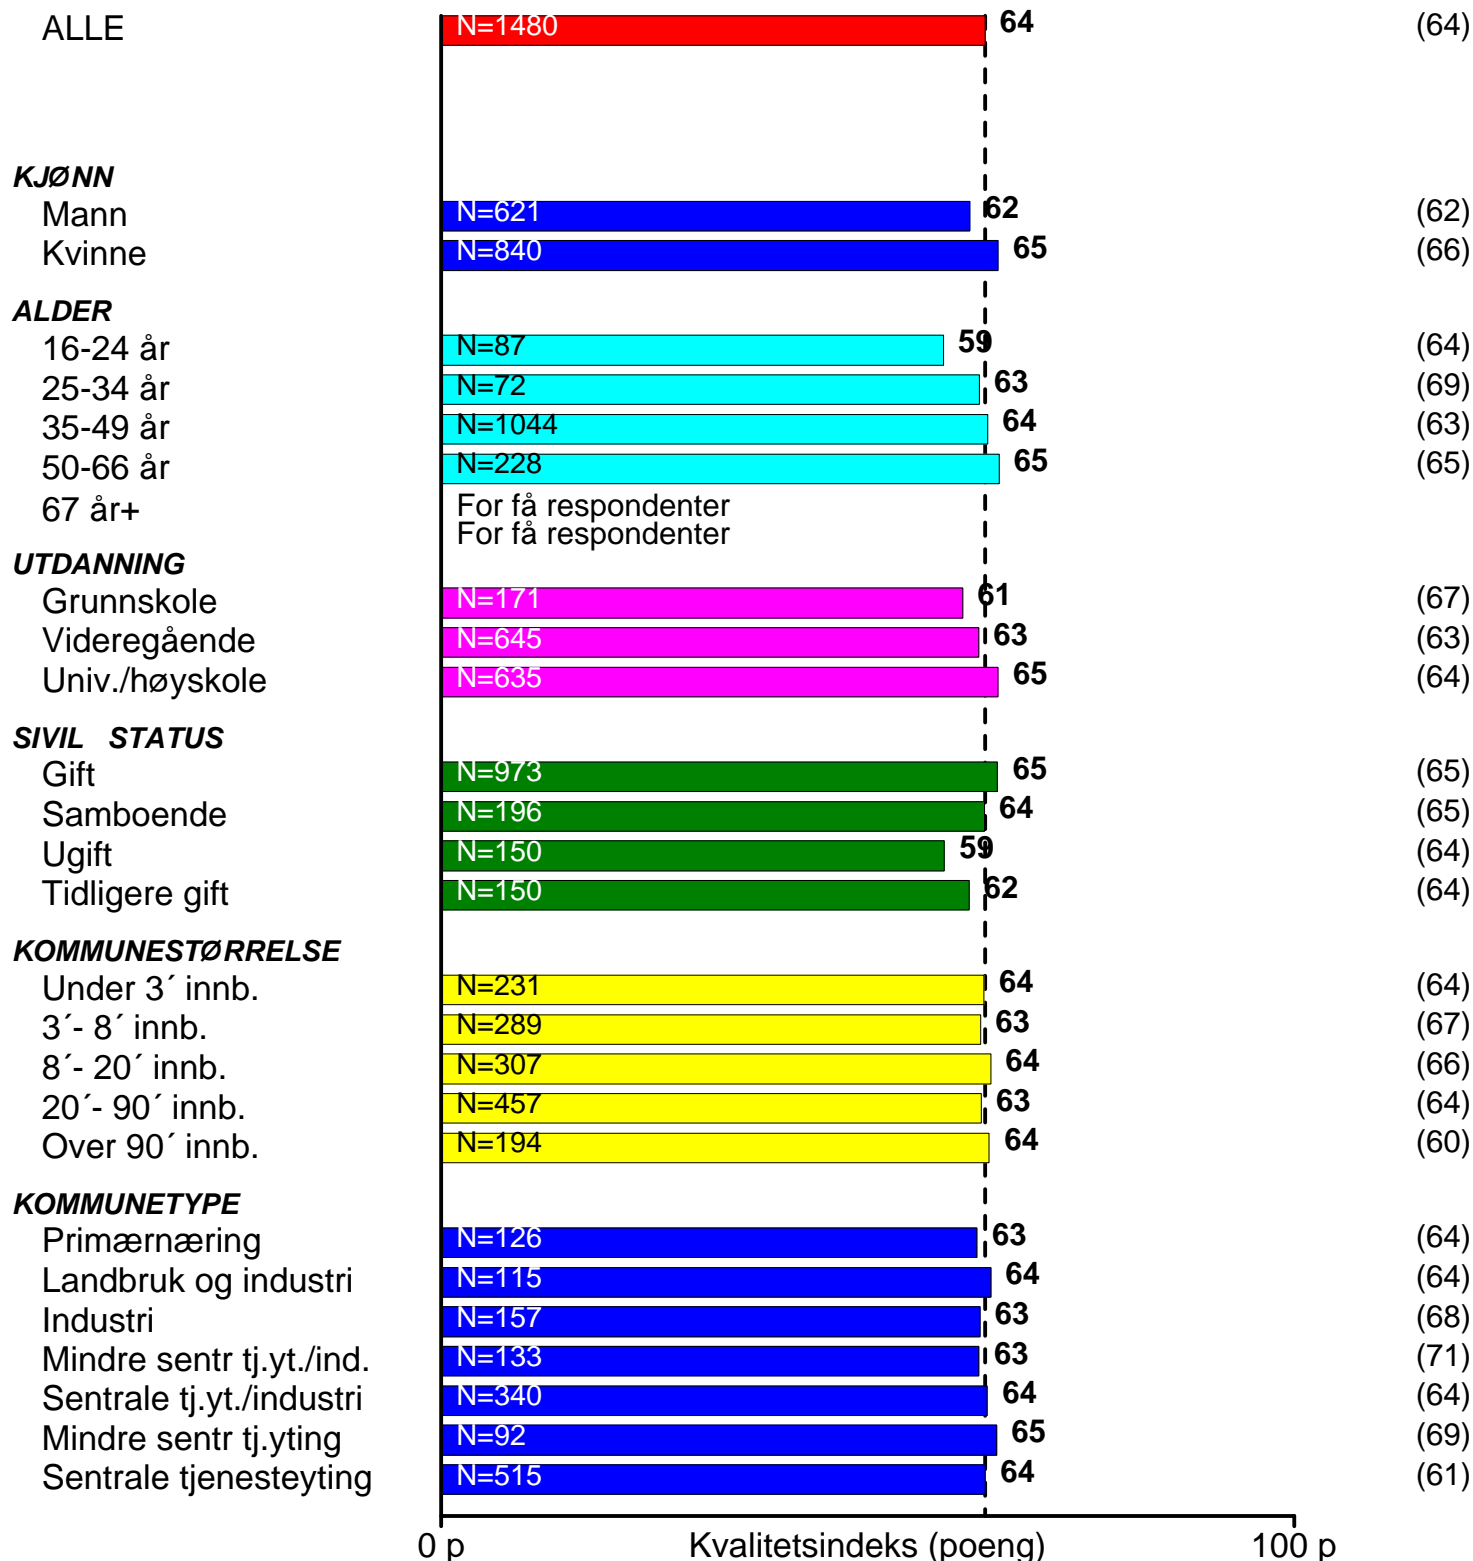 ALLE N=1480 64 (64)
KJØNN
Mann N=621 62 (62)
Kvinne N=840 65 (66)
ALDER
16-24 år N=87 59 (64)
25-34 år N=72 63 (69)
35-49 år N=1044 64 (63)
50-66 år N=228 65 (65)
67 år+ For få respondenter
For få respondenter
UTDANNING
Grunnskole N=171 61 (67)
Videregående N=645 63 (63)
Univ./høyskole N=635 65 (64)
SIVIL STATUS
Gift N=973 65 (65)
Samboende N=196 64 (65)
Ugift N=150 59 (64)
Tidligere gift N=150 62 (64)
KOMMUNESTØRRELSE
Under 3´ innb. N=231 64 (64)
3´- 8´ innb. N=289 63 (67)
8´- 20´ innb. N=307 64 (66)
20´- 90´ innb. N=457 63 (64)
Over 90´ innb. N=194 64 (60)
KOMMUNETYPE
Primærnæring N=126 63 (64)
Landbruk og industri N=115 64 (64)
Industri N=157 63 (68)
Mindre sentr tj.yt./ind. N=133 63 (71)
Sentrale tj.yt./industri N=340 64 (64)
Mindre sentr tj.yting N=92 65 (69)
Sentrale tjenesteyting N=515 64 (61)
0 p Kvalitetsindeks (poeng) 100 p